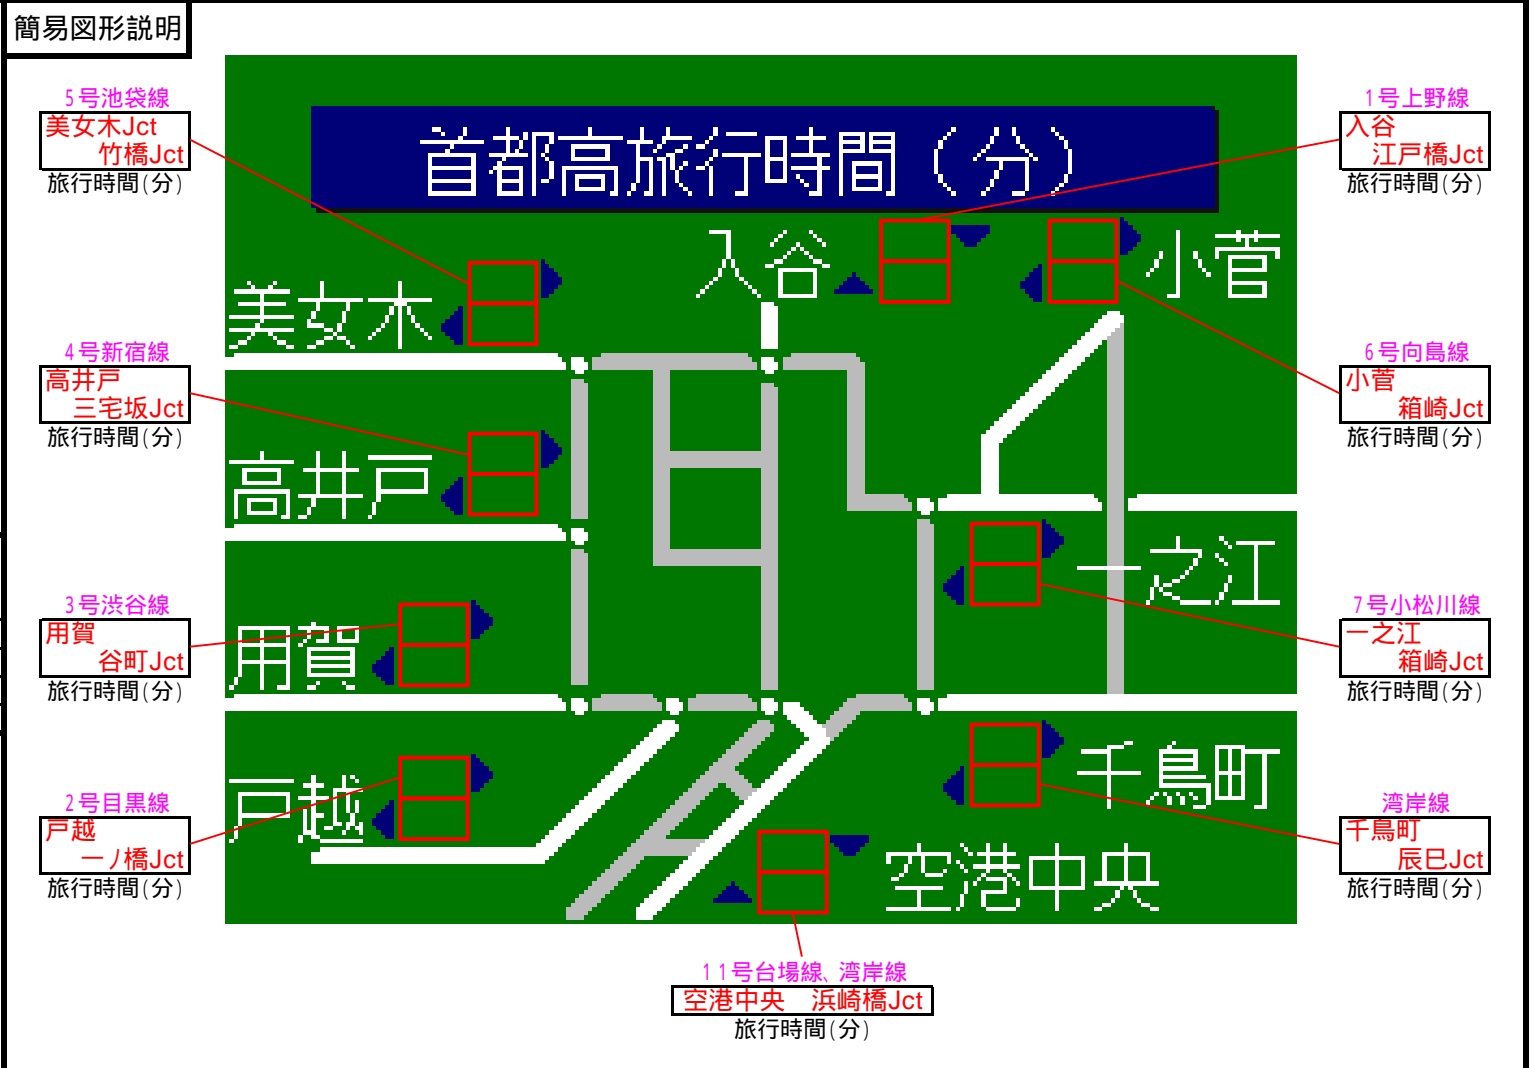 簡易図形説明
首都高旅行時間（分）
5号池袋線
美女木Jct
竹橋Jct
旅行時間(分)
4号新宿線
高井戸
三宅坂Jct
旅行時間(分)
3号渋谷線
用賀
谷町Jct
旅行時間(分)
2号目黒線
戸越
一ノ橋Jct
旅行時間(分)
美女木
高井戸
用賀
戸越
入谷
小菅
一之江
千鳥町
空港中央
1号上野線
入谷
江戸橋Jct
旅行時間(分)
6号向島線
小菅
箱崎Jct
旅行時間(分)
7号小松川線
一之江
箱崎Jct
旅行時間(分)
湾岸線
千鳥町
辰巳Jct
旅行時間(分)
11号台場線、湾岸線
空港中央　浜崎橋Jct
旅行時間(分)